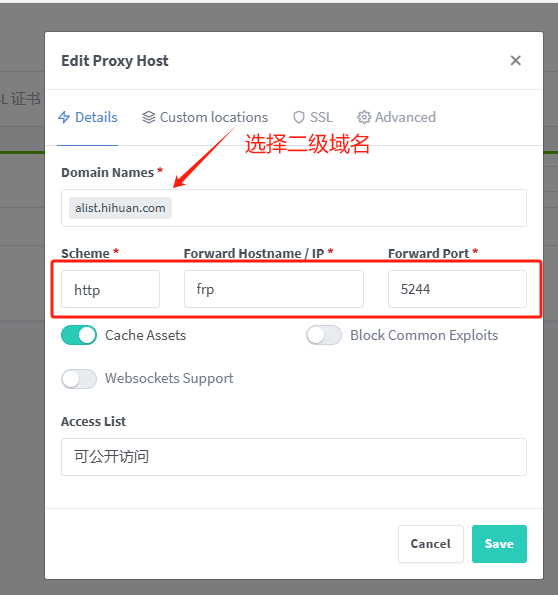 Edit Proxy Host
L 证书
Details
Custom locations
SSL
Advanced
选择二级域名
Domain Names *
alist.hihuan.com
Scheme *
Forward Hostname / IP *
Forward Port *
http
frp
5244
Cache Assets
Block Common Exploits
Websockets Support
Access List
可公开访问
Cancel
Save